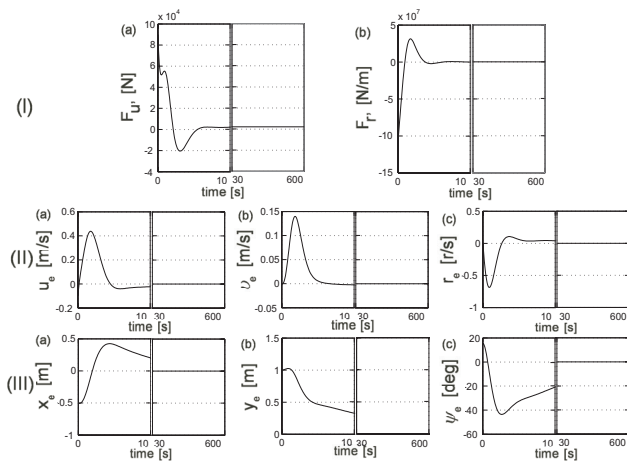 (I)
(a)
x 10⁴
10
8
6
4
2
0
-2
-4
F_u, [N]
0
10
30
600
time [s]
(b)
x 10⁷
5
0
-5
-10
-15
F_r, [N/m]
0
10
30
600
time [s]
(II)
(a)
0.6
0.4
0.2
0
-0.2
u_e [m/s]
0
10
30
600
time [s]
(b)
0.15
0.1
0.05
0
-0.05
υ_e [m/s]
0
10
30
600
time [s]
(c)
0.5
0
-0.5
-1
r_e [r/s]
0
10
30
600
time [s]
(III)
(a)
0.5
0
-0.5
-1
x_e [m]
0
10
30
600
time [s]
(b)
1.5
1
0.5
0
y_e [m]
0
10
30
600
time [s]
(c)
20
0
-20
-40
-60
ψ_e [deg]
0
10
30
600
time [s]